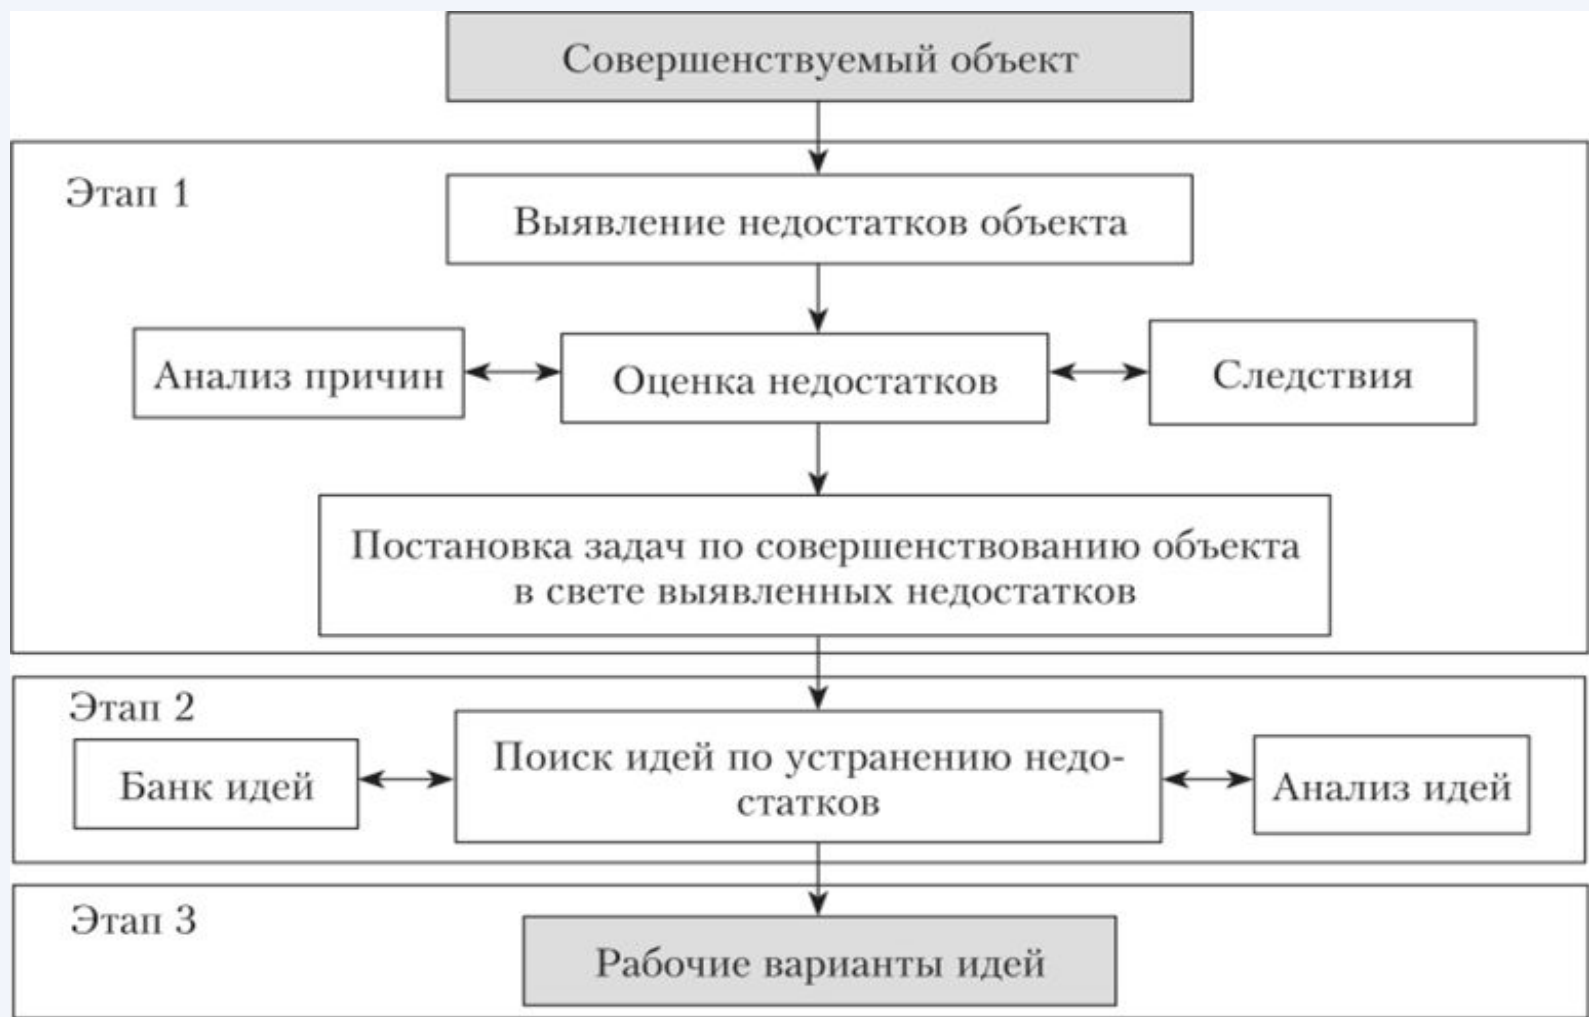 Совершенствуемый объект
Этап 1
Выявление недостатков объекта
Анализ причин
Оценка недостатков
Следствия
Постановка задач по совершенствованию объекта
в свете выявленных недостатков
Этап 2
Банк идей
Поиск идей по устранению недо-
статков
Анализ идей
Этап 3
Рабочие варианты идей